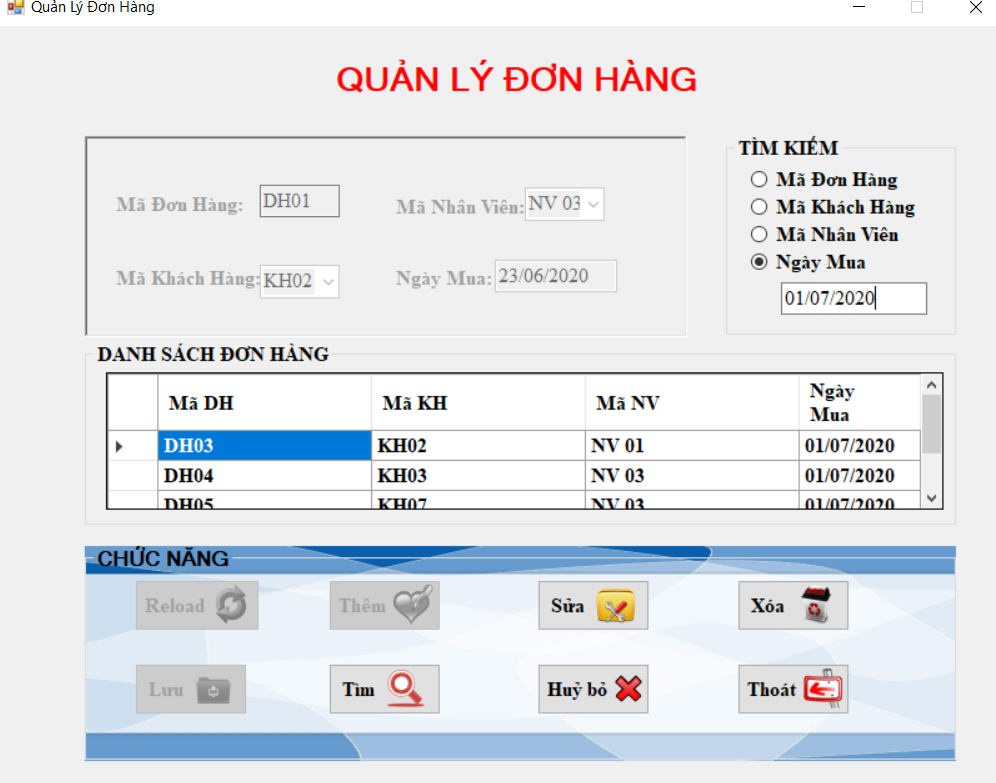 Quản Lý Đơn Hàng
QUẢN LÝ ĐƠN HÀNG
Mã Đơn Hàng: DH01 Mã Nhân Viên: NV 03
Mã Khách Hàng: KH02 Ngày Mua: 23/06/2020
TÌM KIẾM
Mã Đơn Hàng
Mã Khách Hàng
Mã Nhân Viên
Ngày Mua
01/07/2020
DANH SÁCH ĐƠN HÀNG
Mã DH Mã KH Mã NV Ngày Mua
DH03 KH02 NV 01 01/07/2020
DH04 KH03 NV 03 01/07/2020
DH05 KH07 NV 03 01/07/2020
CHỨC NĂNG
Reload Thêm Sửa Xóa
Lưu Tìm Huỷ bỏ Thoát